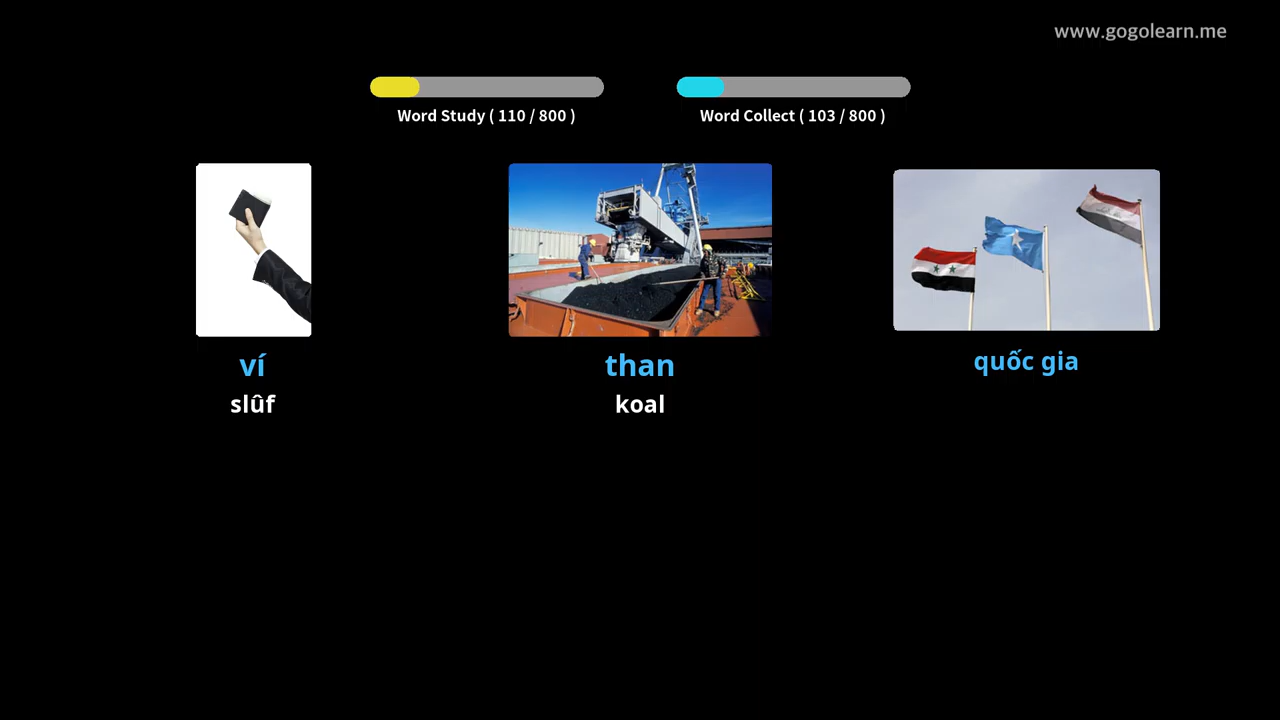 www.gogolearn.me
Word Study ( 110 / 800 )
Word Collect ( 103 / 800 )
ví
slûf
than
koal
quốc gia